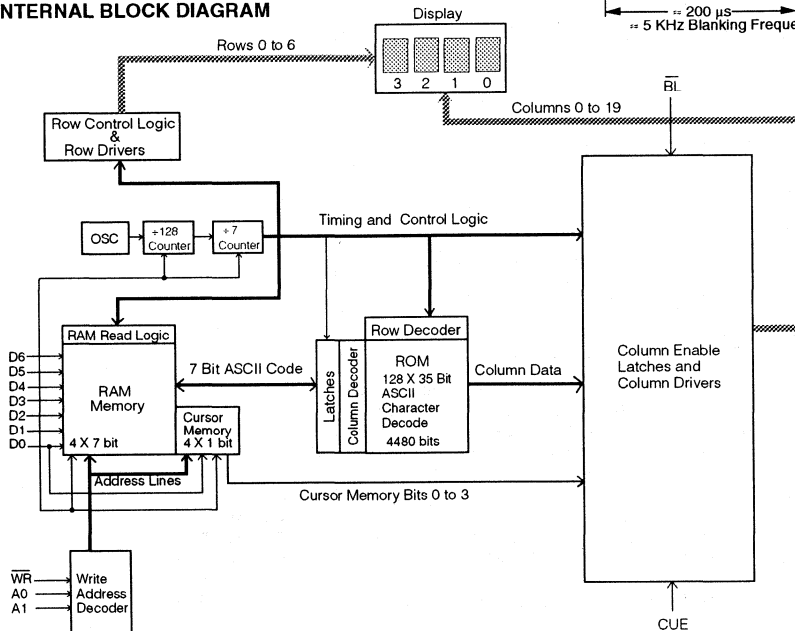 NTERNAL BLOCK DIAGRAM
Display
≈ 200 µs
≈ 5 KHz Blanking Freque
Rows 0 to 6
3 2 1 0
BL
Columns 0 to 19
Row Control Logic
&
Row Drivers
Timing and Control Logic
OSC
÷128
Counter
÷ 7
Counter
RAM Read Logic
Row Decoder
D6
D5
D4
D3
D2
D1
D0
RAM
Memory
4 X 7 bit
Cursor
Memory
4 X 1 bit
7 Bit ASCII Code
Latches
Column Decoder
ROM
128 X 35 Bit
ASCII
Character
Decode
4480 bits
Column Data
Column Enable
Latches and
Column Drivers
Address Lines
Cursor Memory Bits 0 to 3
WR
A0
A1
Write
Address
Decoder
CUE